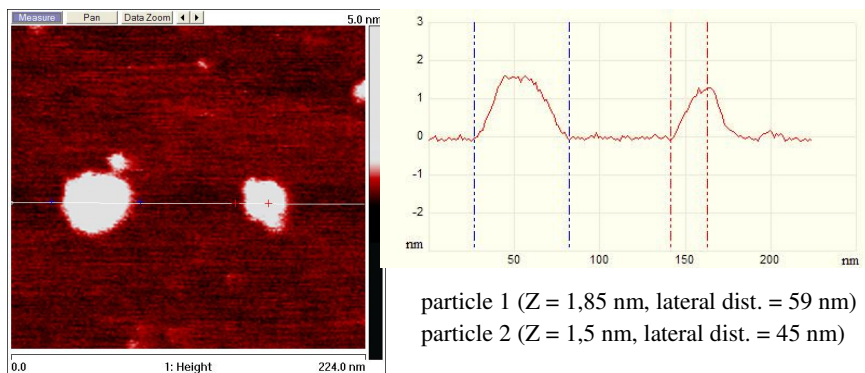 Measure Pan Data Zoom
5.0 nm
0.0 1: Height 224.0 nm
3
2
1
0
-1
-2
nm
50 100 150 200 nm
particle 1 (Z = 1,85 nm, lateral dist. = 59 nm)
particle 2 (Z = 1,5 nm, lateral dist. = 45 nm)